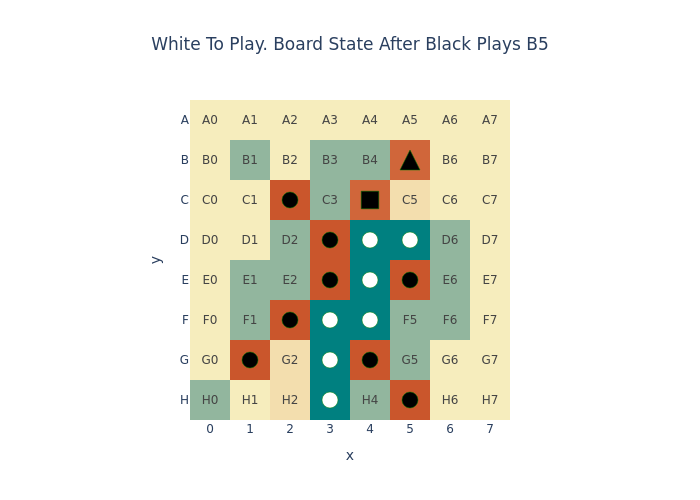 White To Play. Board State After Black Plays B5
A A0 A1 A2 A3 A4 A5 A6 A7
B B0 B1 B2 B3 B4 B6 B7
C C0 C1 C3 C5 C6 C7
D D0 D1 D2 D6 D7
y
E E0 E1 E2 E6 E7
F F0 F1 F5 F6 F7
G G0 G2 G5 G6 G7
H H0 H1 H2 H4 H6 H7
0 1 2 3 4 5 6 7
x